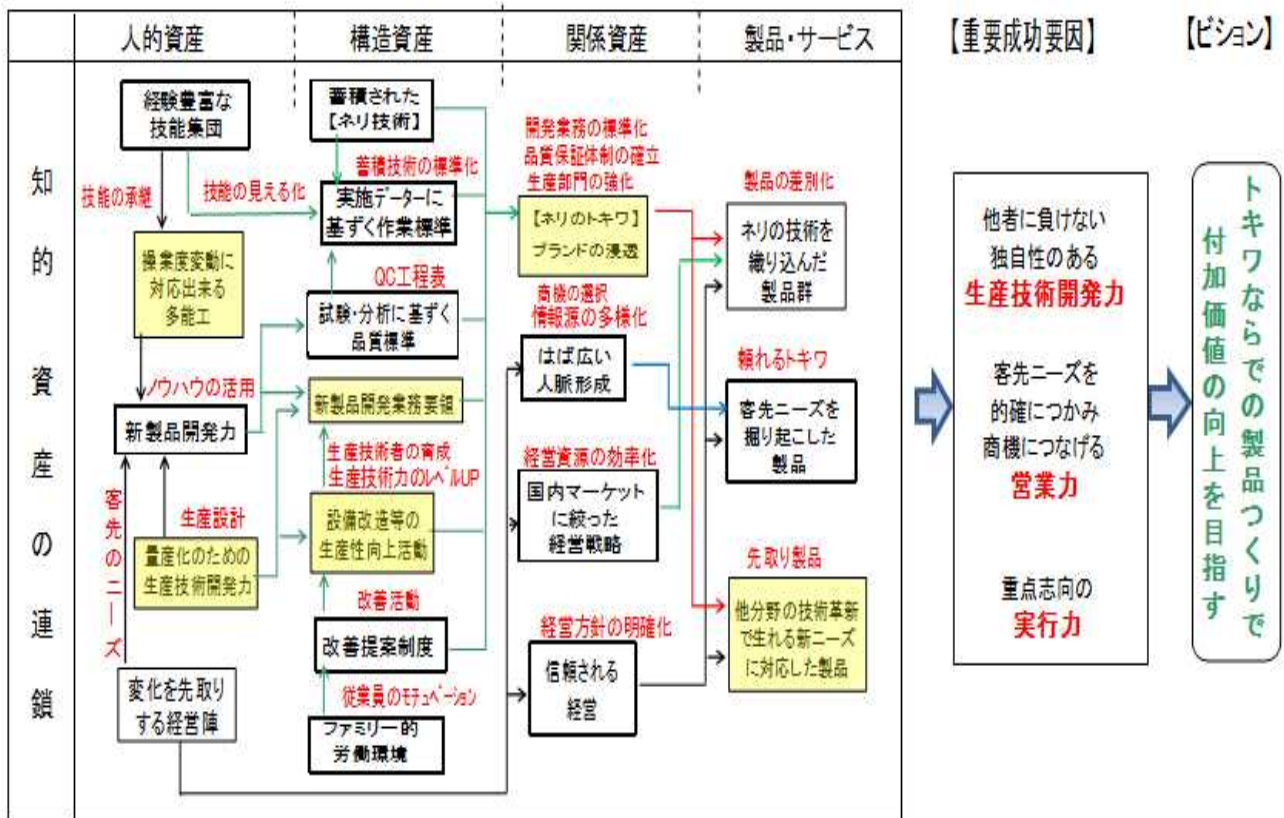 人的資産
構造資産
関係資産
製品・サービス
【重要成功要因】
【ビジョン】
知的資産の連鎖
経験豊富な
技能集団
技能の承継
技能の見える化
操業度変動に
対応出来る
多能工
ノウハウの活用
新製品開発力
客先のニーズ
生産設計
量産化のための
生産技術開発力
変化を先取り
する経営陣
蓄積された
【ネリ技術】
蓄積技術の標準化
実施データーに
基ずく作業標準
QC工程表
試験・分析に基ずく
品質標準
新製品開発業務要領
生産技術者の育成
生産技術力のレベルUP
設備改造等の
生産性向上活動
改善活動
改善提案制度
従業員のモチュベーション
ファミリー的
労働環境
開発業務の標準化
品質保証体制の確立
生産部門の強化
【ネリのトキワ】
ブランドの浸透
商機の選択
情報源の多様化
はば広い
人脈形成
経営資源の効率化
国内マーケット
に絞った
経営戦略
経営方針の明確化
信頼される
経営
製品の差別化
ネリの技術を
織り込んだ
製品群
頼れるトキワ
客先ニーズを
掘り起こした
製品
先取り製品
他分野の技術革新
で生れる新ニーズ
に対応した製品
他者に負けない
独自性のある
生産技術開発力
客先ニーズを
的確につかみ
商機につなげる
営業力
重点志向の
実行力
トキワならでの製品つくりで
付加価値の向上を目指す